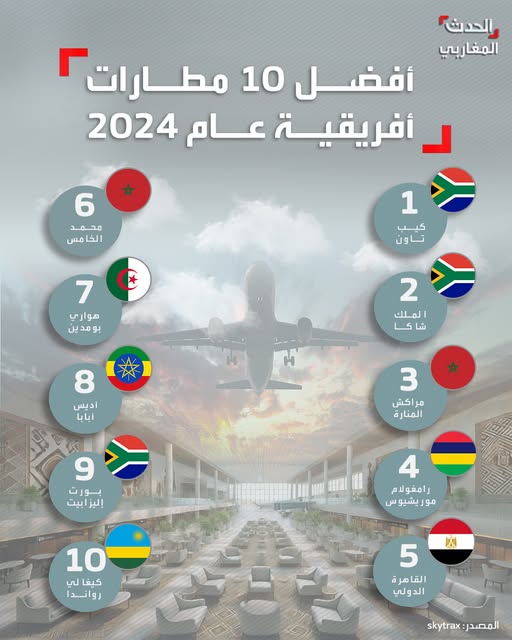 الحدث
المغاربي
أفضل 10 مطارات
أفريقية عام 2024
1
كيب
تاون
2
الملك
شاكا
3
مراكش
المنارة
4
رامغولام
موريشيوس
5
القاهرة
الدولي
6
محمد
الخامس
7
هواري
بومدين
8
أديس
أبابا
9
بورت
إليزابيث
10
كيغالي
رواندا
المصدر: skytrax